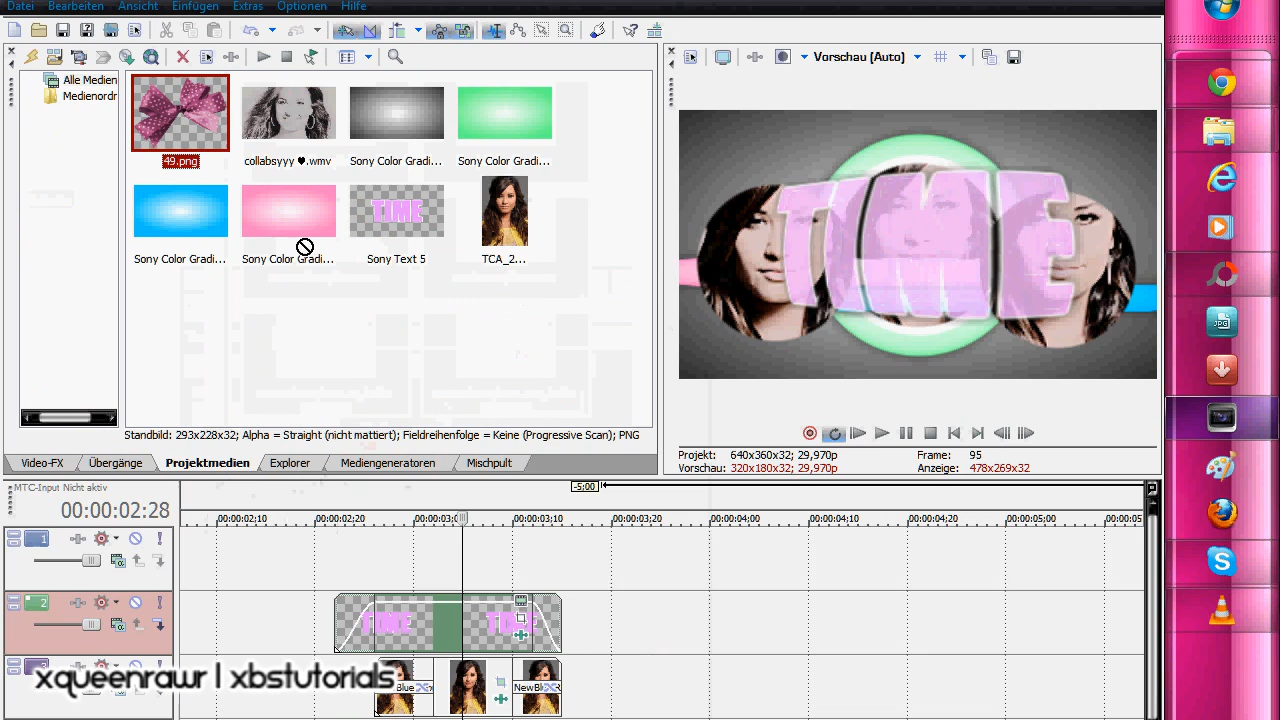 Datei Bearbeiten Ansicht Einfügen Extras Optionen Hilfe
Vorschau (Auto)
Alle Medien
Medienordr
49.png
collabsyyy ♥.wmv
Sony Color Gradi...
Sony Color Gradi...
TIME
Sony Color Gradi...
Sony Color Gradi...
Sony Text 5
TCA_2...
TIME
JPG
Standbild: 293x228x32; Alpha = Straight (nicht mattiert); Fieldreihenfolge = Keine (Progressive Scan); PNG
Video-FX Übergänge Projektmedien Explorer Mediengeneratoren Mischpult
Projekt: 640x360x32; 29,970p Frame: 95
Vorschau: 320x180x32; 29,970p Anzeige: 478x269x32
MTC-Input Nicht aktiv
-5;00
00:00:02;28
00:00:02;10 00:00:02;20 00:00:03;0 00:00:03;10 00:00:03;20 00:00:04;00 00:00:04;10 00:00:04;20 00:00:05;00 00:00:05
1
2
TIME TIME
xqueenrawr | xbstutorials
Blue
NewBl